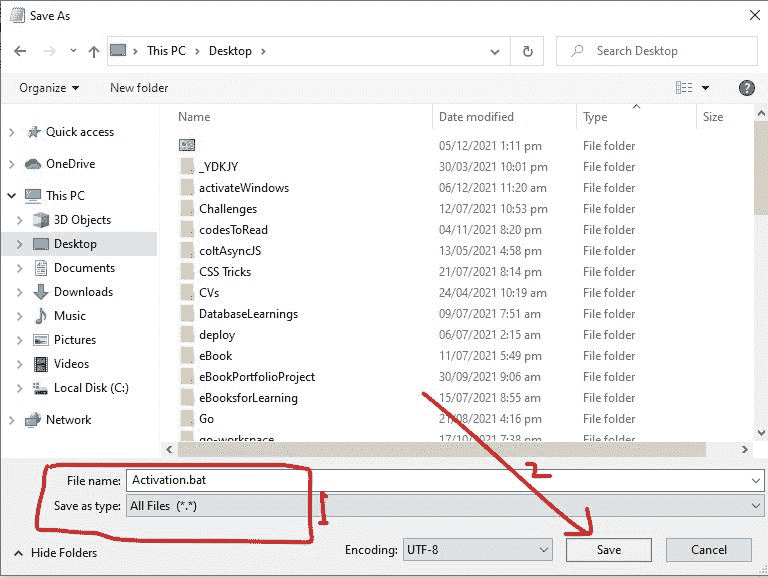 Save As
This PC > Desktop >
Search Desktop
Organize
New folder
Name Date modified Type Size
05/12/2021 1:11 pm File folder
_YDKJY 30/03/2021 10:01 pm File folder
activateWindows 06/12/2021 11:20 am File folder
Challenges 12/07/2021 10:53 pm File folder
codesToRead 04/11/2021 8:20 pm File folder
coltAsyncJS 13/05/2021 4:58 pm File folder
CSS Tricks 21/07/2021 8:14 pm File folder
CVs 24/04/2021 10:19 am File folder
DatabaseLearnings 09/07/2021 7:51 am File folder
deploy 06/07/2021 2:15 am File folder
eBook 11/07/2021 5:49 pm File folder
eBookPortfolioProject 30/09/2021 9:06 am File folder
eBooksforLearning 15/07/2021 8:55 am File folder
Go 21/08/2021 4:16 pm File folder
go-workspace 17/10/2021 7:38 pm File folder
Quick access
OneDrive
This PC
3D Objects
Desktop
Documents
Downloads
Music
Pictures
Videos
Local Disk (C:)
Network
File name: Activation.bat
Save as type: All Files (*.*)
1
2
Hide Folders
Encoding: UTF-8
Save
Cancel